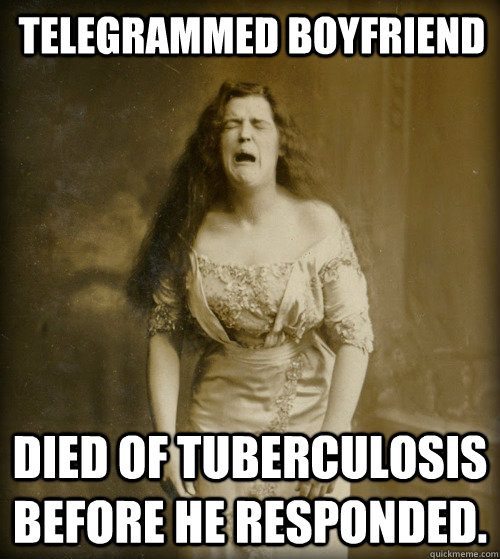 TELEGRAMMED BOYFRIEND
DIED OF TUBERCULOSIS
BEFORE HE RESPONDED.
quickmeme.com